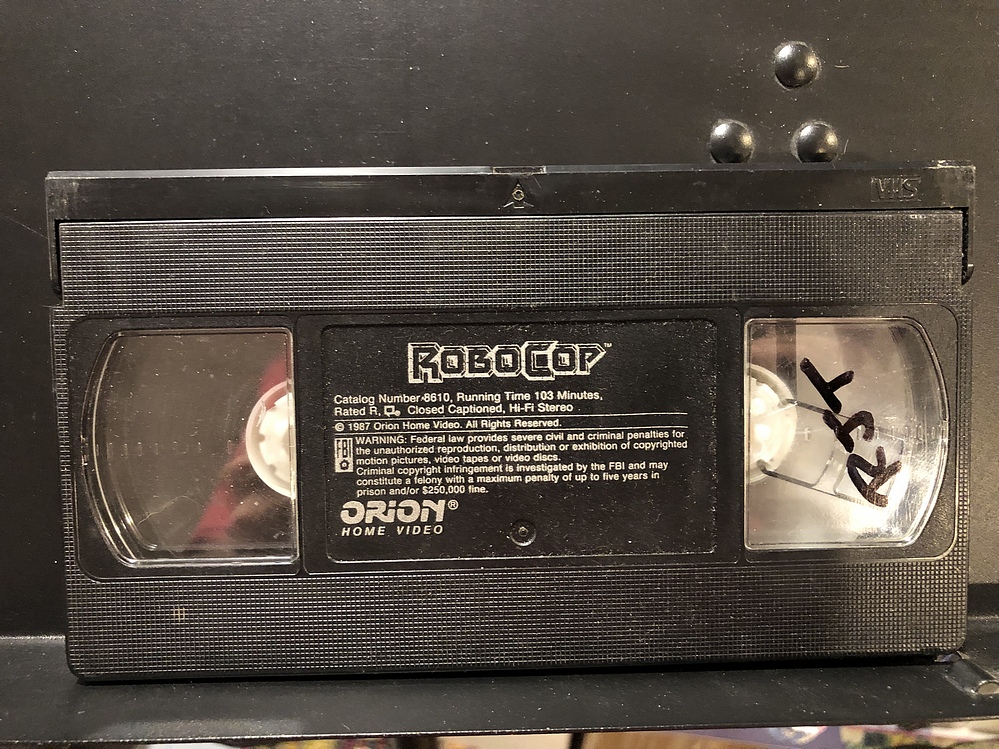 VHS
ROBOCOP™
Catalog Number 8610, Running Time 103 Minutes,
Rated R, Closed Captioned, Hi-Fi Stereo
© 1987 Orion Home Video. All Rights Reserved.
FBI WARNING: Federal law provides severe civil and criminal penalties for
the unauthorized reproduction, distribution or exhibition of copyrighted
motion pictures, video tapes or video discs.
Criminal copyright infringement is investigated by the FBI and may
constitute a felony with a maximum penalty of up to five years in
prison and/or $250,000 fine.
ORION®
HOME VIDEO